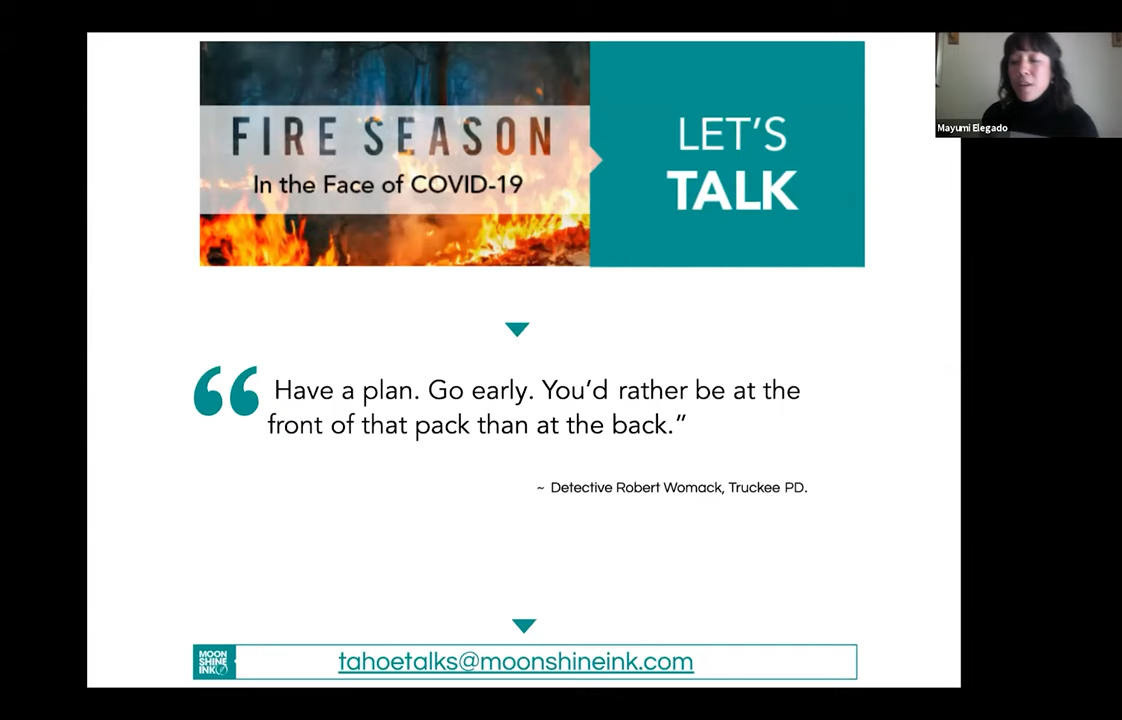 FIRE SEASON
In the Face of COVID-19
LET'S
TALK
Mayumi Elegado
“ Have a plan. Go early. You'd rather be at the
front of that pack than at the back.”
~ Detective Robert Womack, Truckee PD.
MOON
SHINE
INK
tahoetalks@moonshineink.com